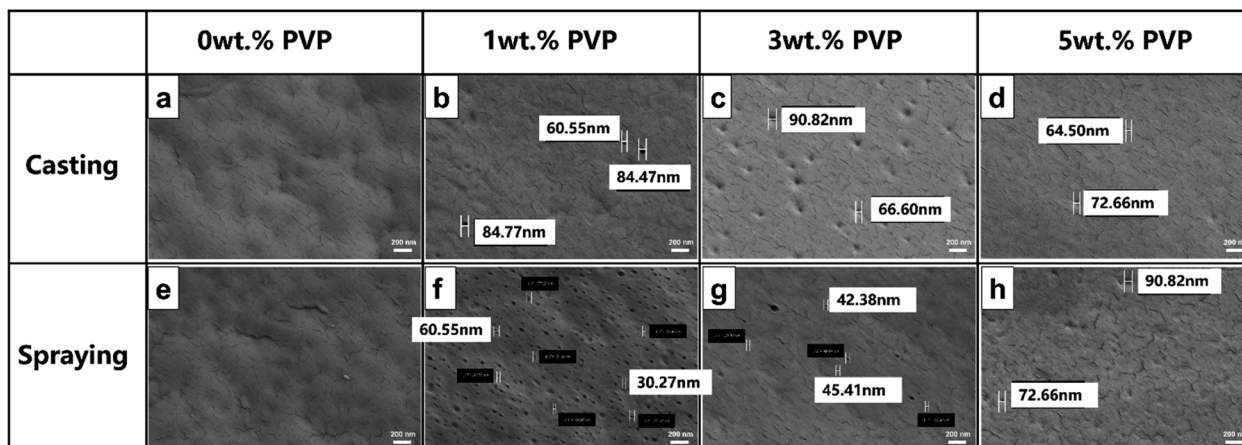 0wt.% PVP 1wt.% PVP 3wt.% PVP 5wt.% PVP
Casting
a
200 nm
b
60.55nm
84.47nm
84.77nm
200 nm
c
90.82nm
66.60nm
200 nm
d
64.50nm
72.66nm
200 nm
Spraying
e
200 nm
f
60.55nm
30.27nm
200 nm
g
42.38nm
45.41nm
200 nm
h
90.82nm
72.66nm
200 nm